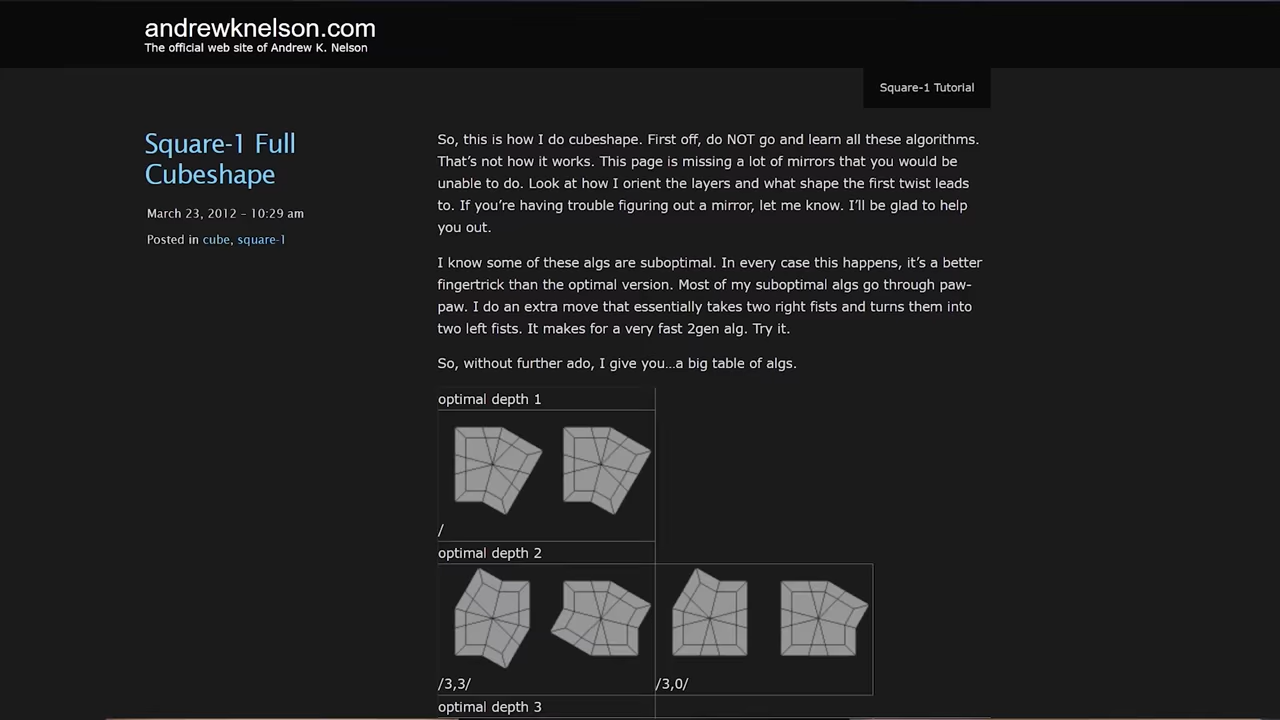 andrewknelson.com
The official web site of Andrew K. Nelson
Square-1 Tutorial
Square-1 Full
Cubeshape
March 23, 2012 – 10:29 am
Posted in cube, square-1
So, this is how I do cubeshape. First off, do NOT go and learn all these algorithms.
That's not how it works. This page is missing a lot of mirrors that you would be
unable to do. Look at how I orient the layers and what shape the first twist leads
to. If you're having trouble figuring out a mirror, let me know. I'll be glad to help
you out.
I know some of these algs are suboptimal. In every case this happens, it's a better
fingertrick than the optimal version. Most of my suboptimal algs go through paw-
paw. I do an extra move that essentially takes two right fists and turns them into
two left fists. It makes for a very fast 2gen alg. Try it.
So, without further ado, I give you...a big table of algs.
optimal depth 1
/
optimal depth 2
/3,3/
/3,0/
optimal depth 3